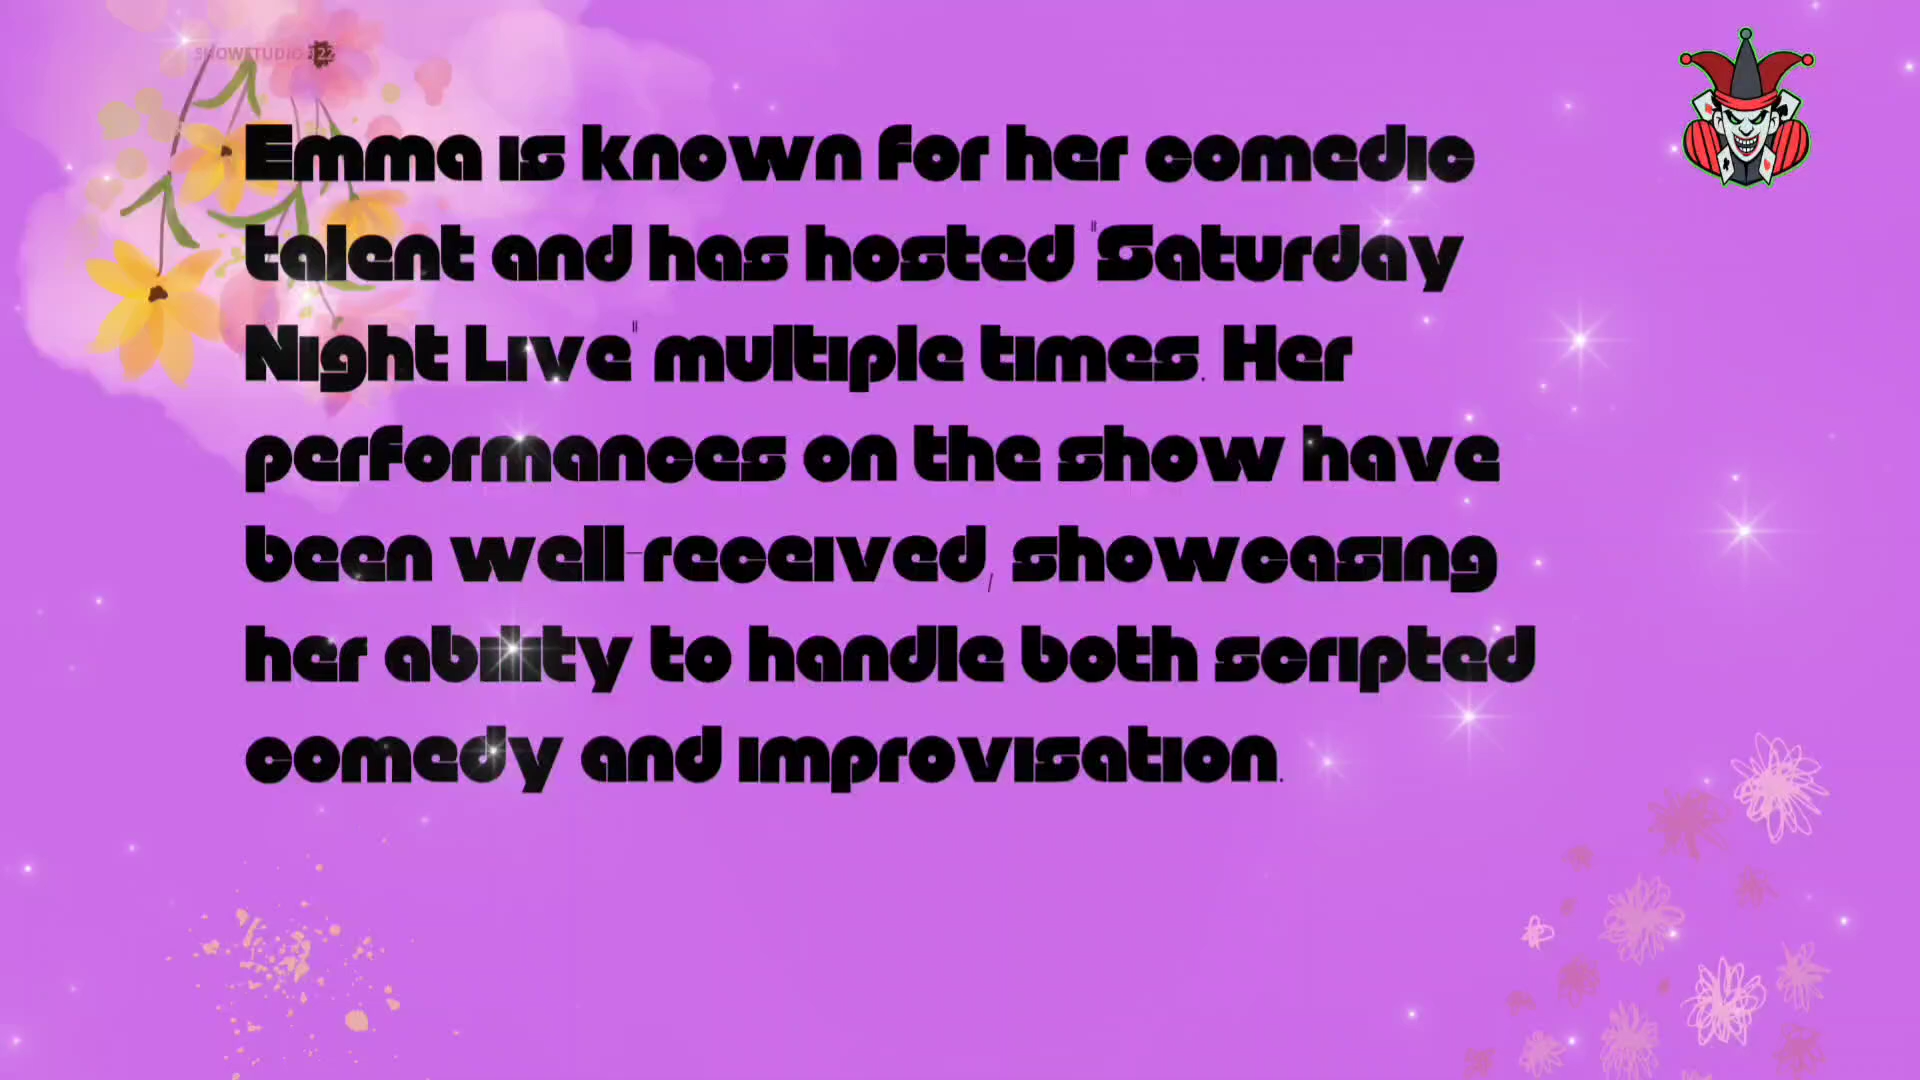 SHOWSTUDIO122
Emma is known for her comedic
talent and has hosted "Saturday
Night Live" multiple times. Her
performances on the show have
been well-received, showcasing
her ability to handle both scripted
comedy and improvisation.